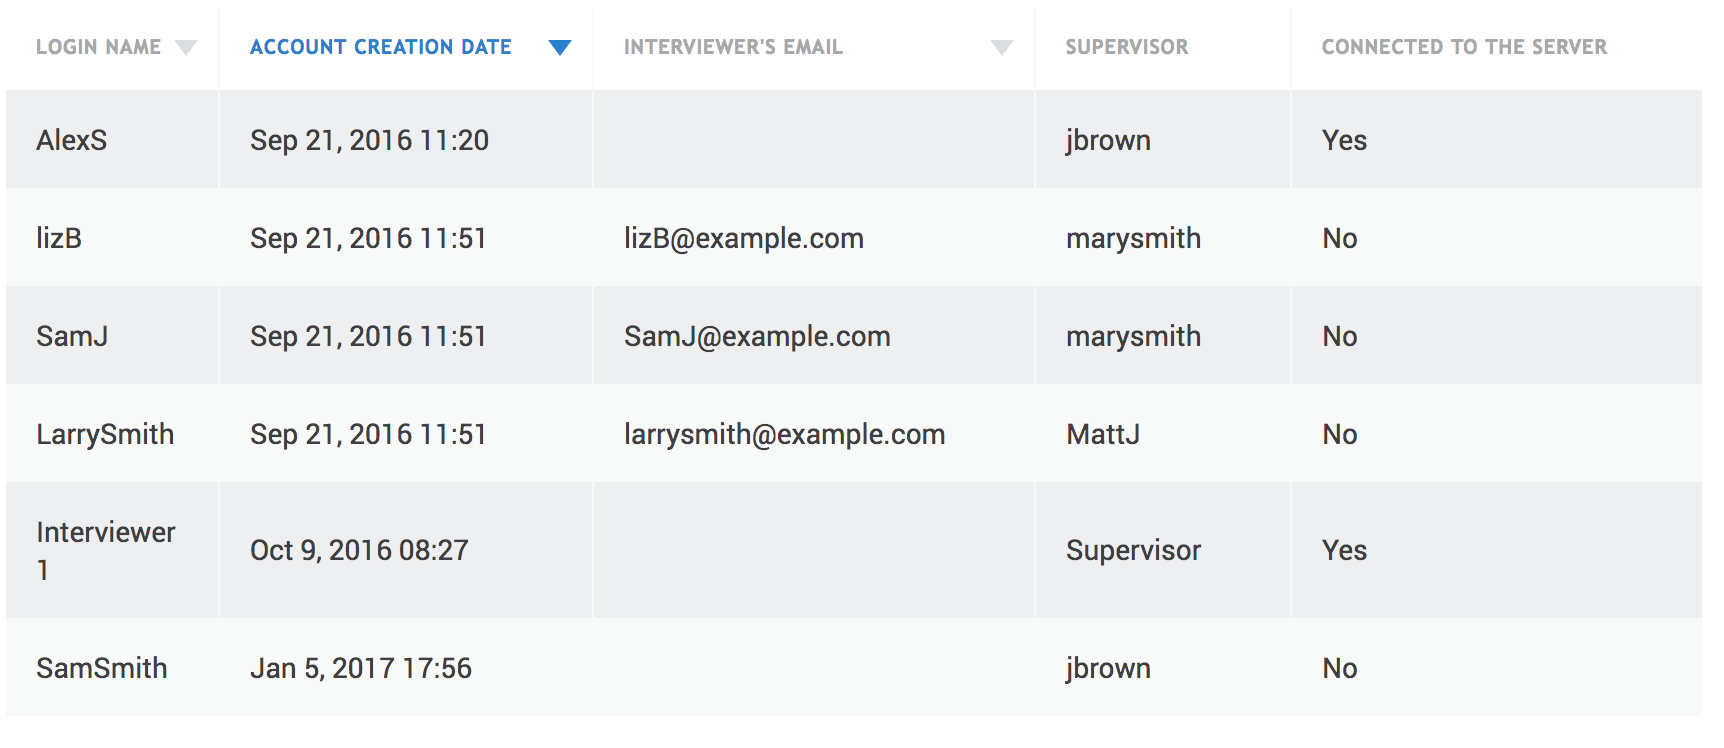 LOGIN NAME ACCOUNT CREATION DATE INTERVIEWER'S EMAIL SUPERVISOR CONNECTED TO THE SERVER
AlexS Sep 21, 2016 11:20 jbrown Yes
lizB Sep 21, 2016 11:51 lizB@example.com marysmith No
SamJ Sep 21, 2016 11:51 SamJ@example.com marysmith No
LarrySmith Sep 21, 2016 11:51 larrysmith@example.com MattJ No
Interviewer
1 Oct 9, 2016 08:27 Supervisor Yes
SamSmith Jan 5, 2017 17:56 jbrown No